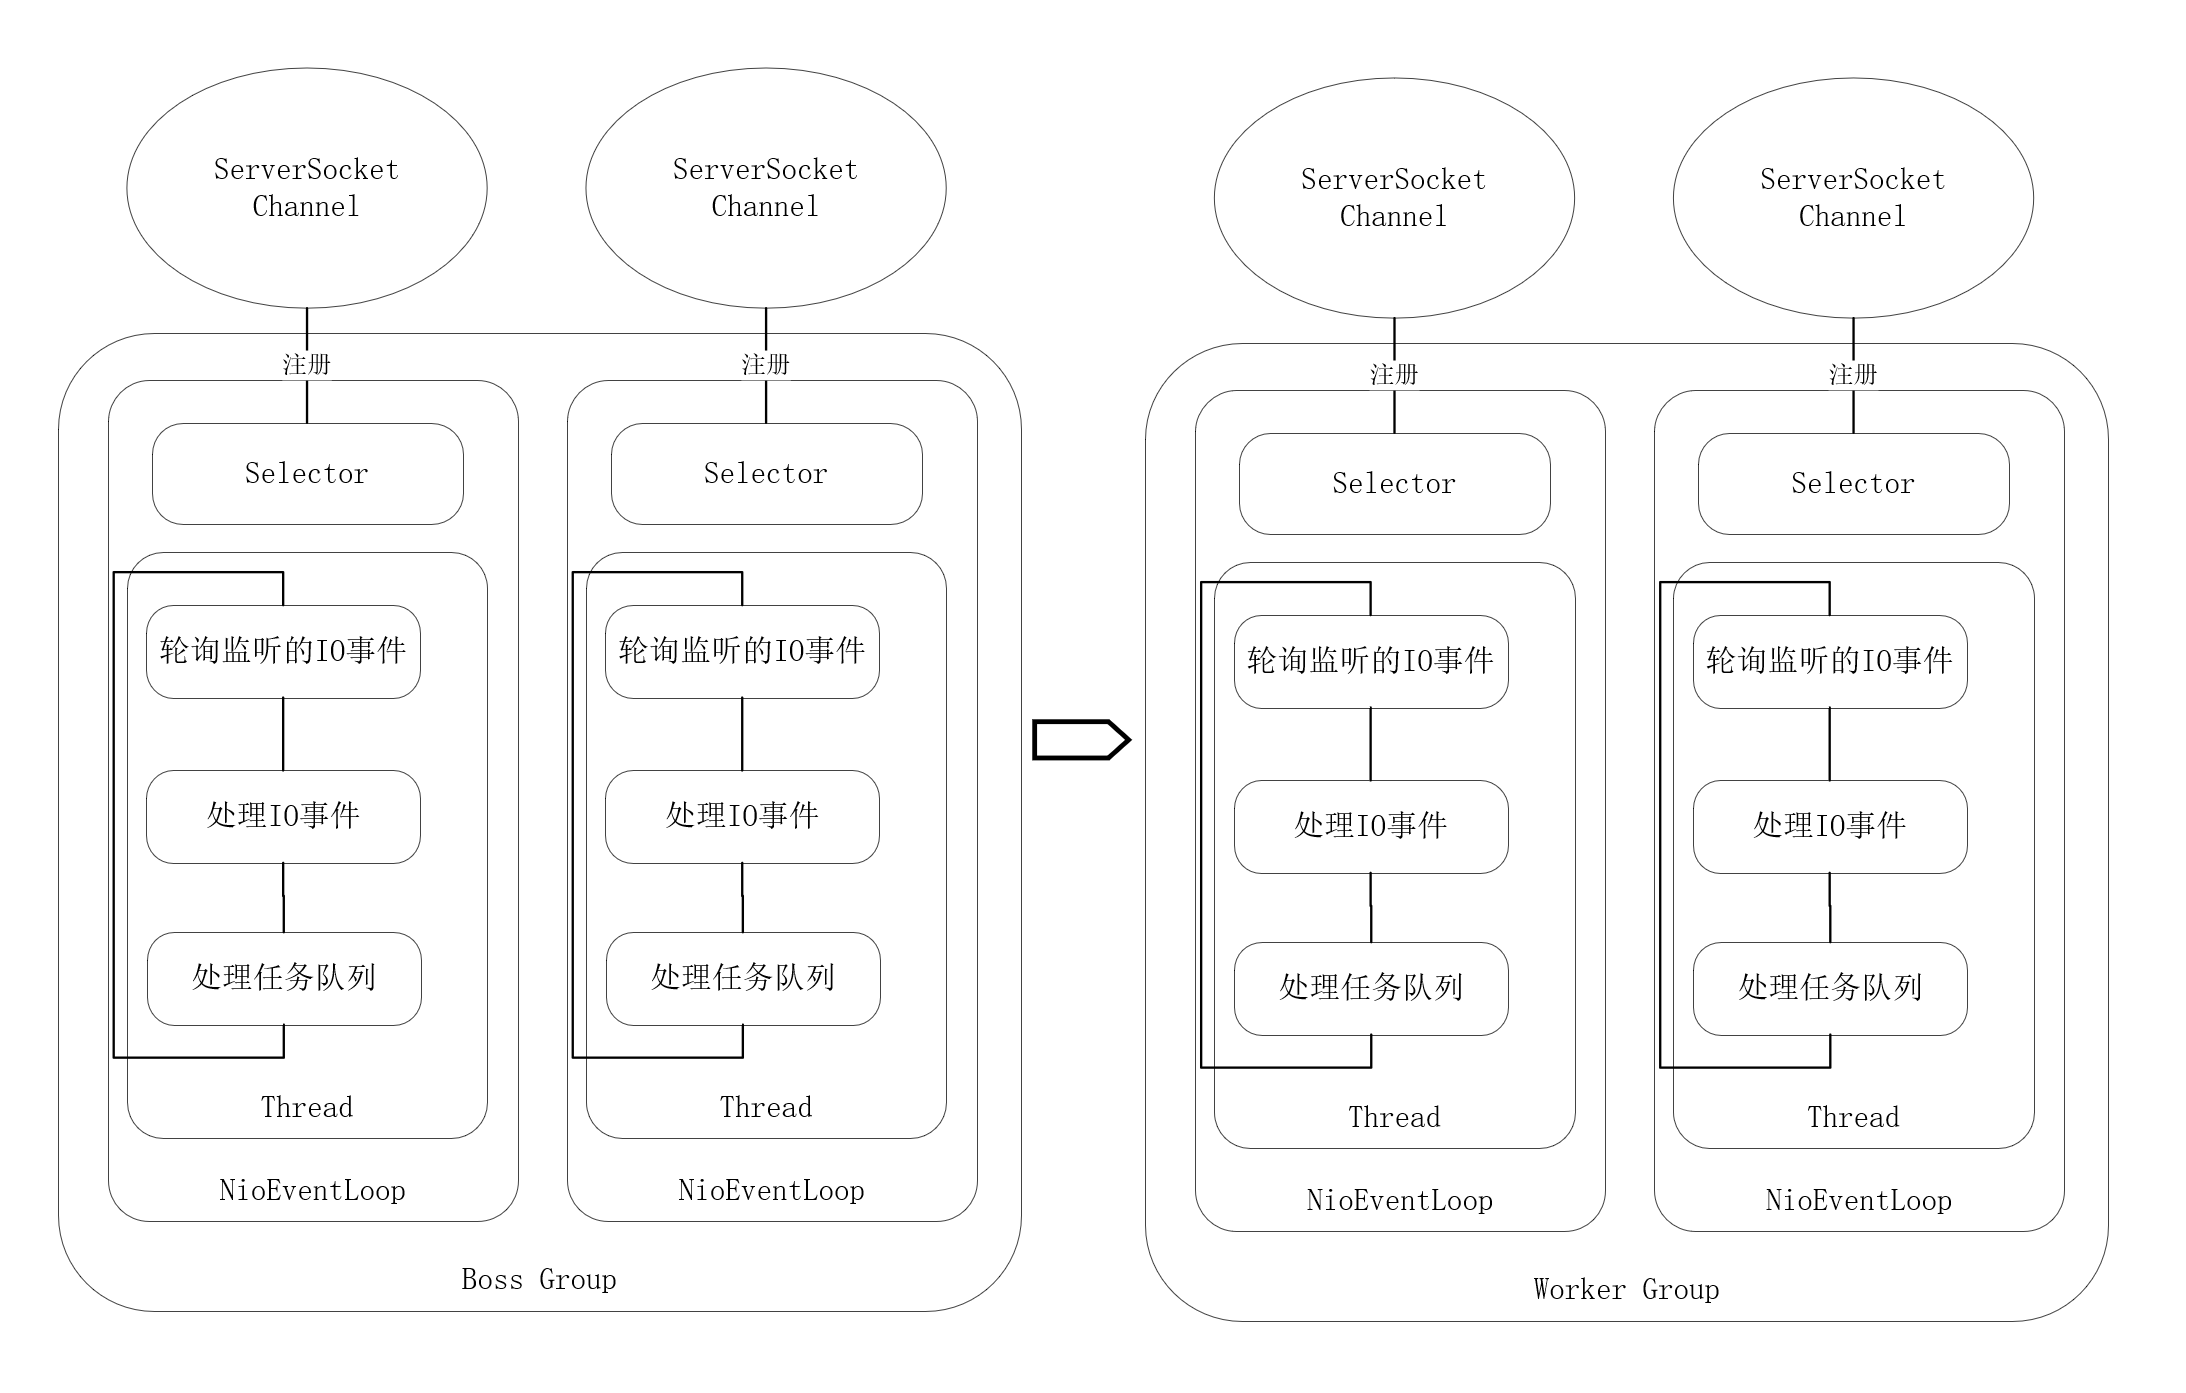 ServerSocket
Channel
ServerSocket
Channel
ServerSocket
Channel
ServerSocket
Channel
注册
注册
注册
注册
Selector
Selector
Selector
Selector
轮询监听的IO事件
轮询监听的IO事件
轮询监听的IO事件
轮询监听的IO事件
处理IO事件
处理IO事件
处理IO事件
处理IO事件
处理任务队列
处理任务队列
处理任务队列
处理任务队列
Thread
Thread
Thread
Thread
NioEventLoop
NioEventLoop
NioEventLoop
NioEventLoop
Boss Group
Worker Group